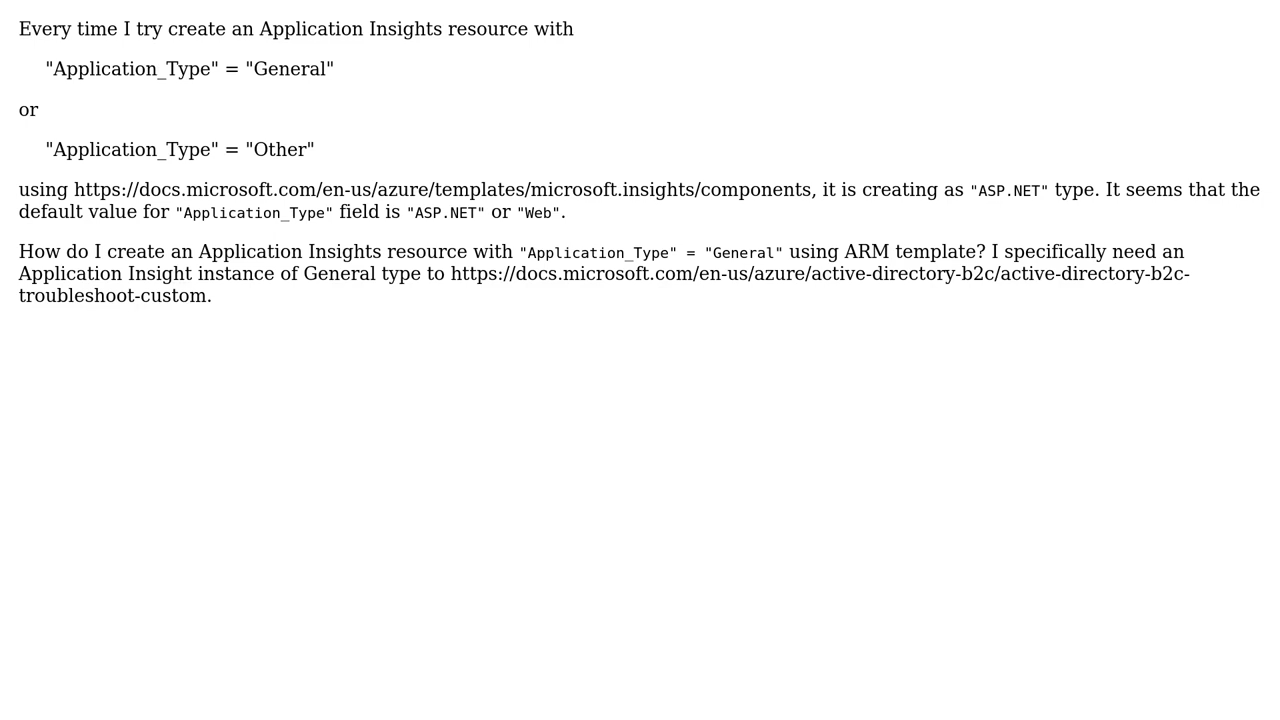 Every time I try create an Application Insights resource with
"Application_Type" = "General"
or
"Application_Type" = "Other"
using https://docs.microsoft.com/en-us/azure/templates/microsoft.insights/components, it is creating as "ASP.NET" type. It seems that the
default value for "Application_Type" field is "ASP.NET" or "Web".
How do I create an Application Insights resource with "Application_Type" = "General" using ARM template? I specifically need an
Application Insight instance of General type to https://docs.microsoft.com/en-us/azure/active-directory-b2c/active-directory-b2c-
troubleshoot-custom.